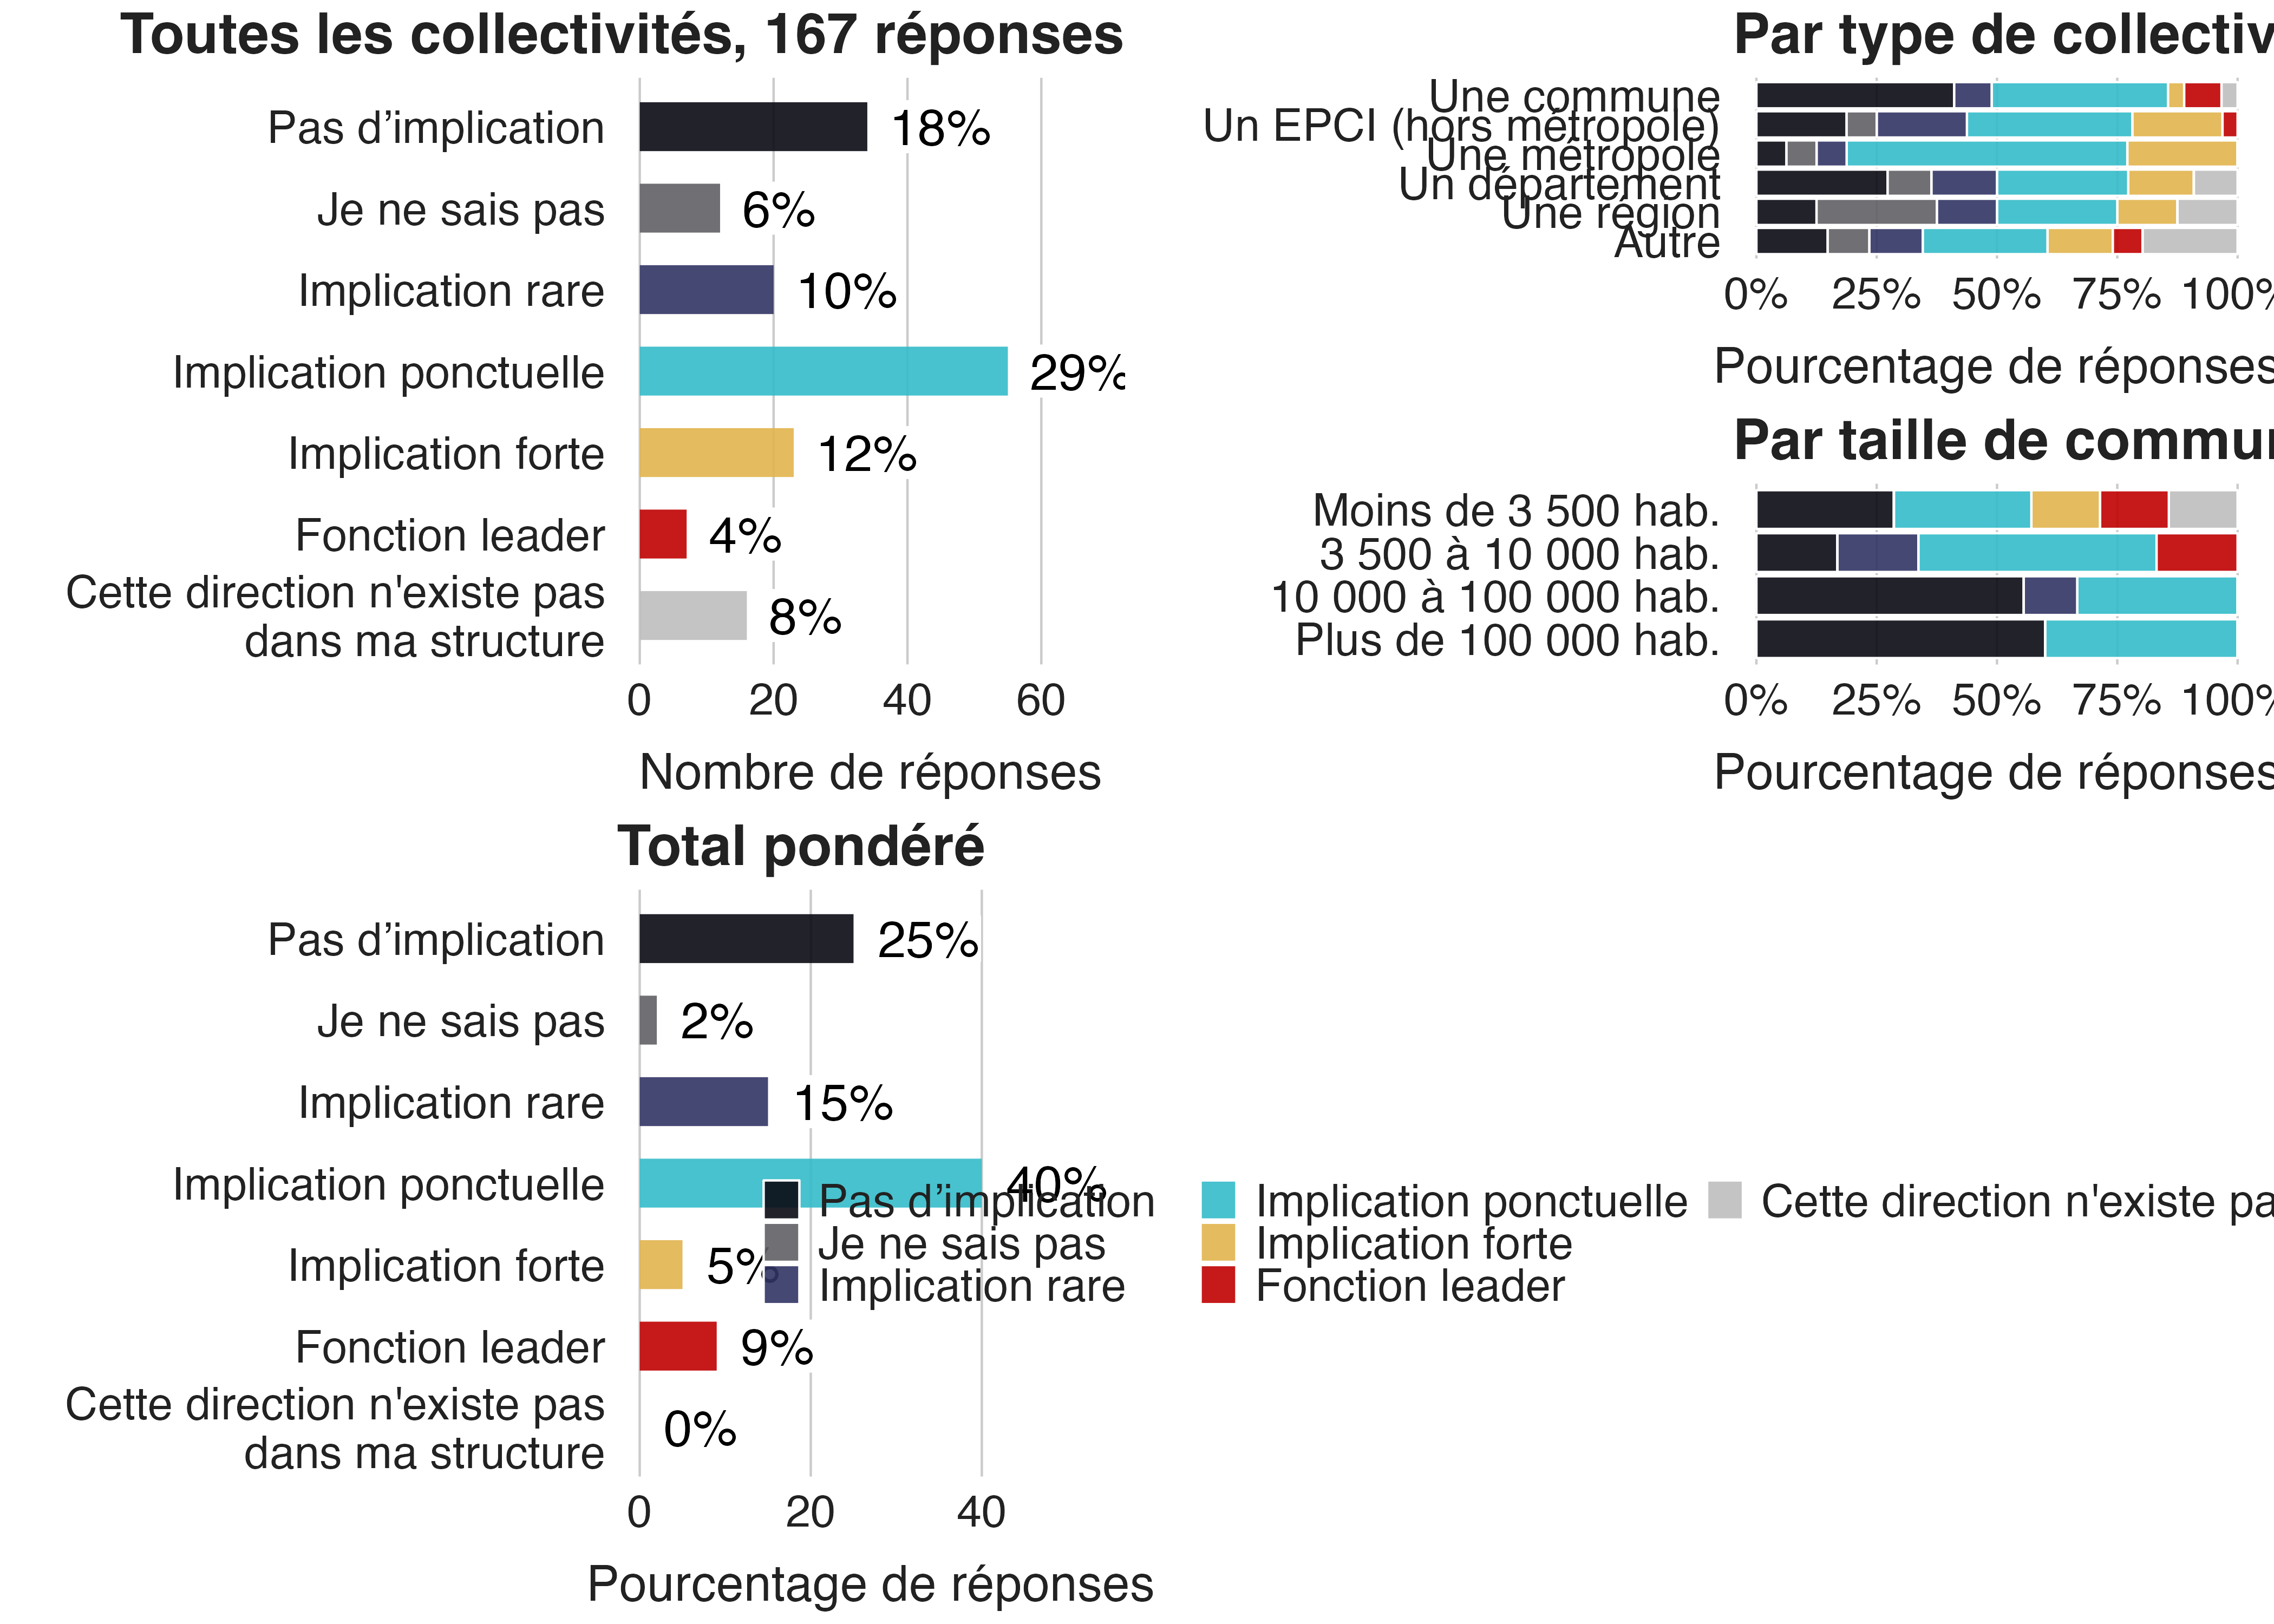 Toutes les collectivités, 167 réponses
Pas d’implication
18%
Je ne sais pas
6%
Implication rare
10%
Implication ponctuelle
29%
Implication forte
12%
Fonction leader
4%
Cette direction n'existe pas
dans ma structure
8%
0 20 40 60
Nombre de réponses
Par type de collectiv
Une commune
Un EPCI (hors métropole)
Une métropole
Un département
Une région
Autre
0% 25% 50% 75% 100%
Pourcentage de réponses
Par taille de commun
Moins de 3 500 hab.
3 500 à 10 000 hab.
10 000 à 100 000 hab.
Plus de 100 000 hab.
0% 25% 50% 75% 100%
Pourcentage de réponses
Total pondéré
Pas d’implication
25%
Je ne sais pas
2%
Implication rare
15%
Implication ponctuelle
40%
Implication forte
5%
Fonction leader
9%
Cette direction n'existe pas
dans ma structure
0%
0 20 40
Pourcentage de réponses
Pas d’implication
Je ne sais pas
Implication rare
Implication ponctuelle
Implication forte
Fonction leader
Cette direction n'existe pa